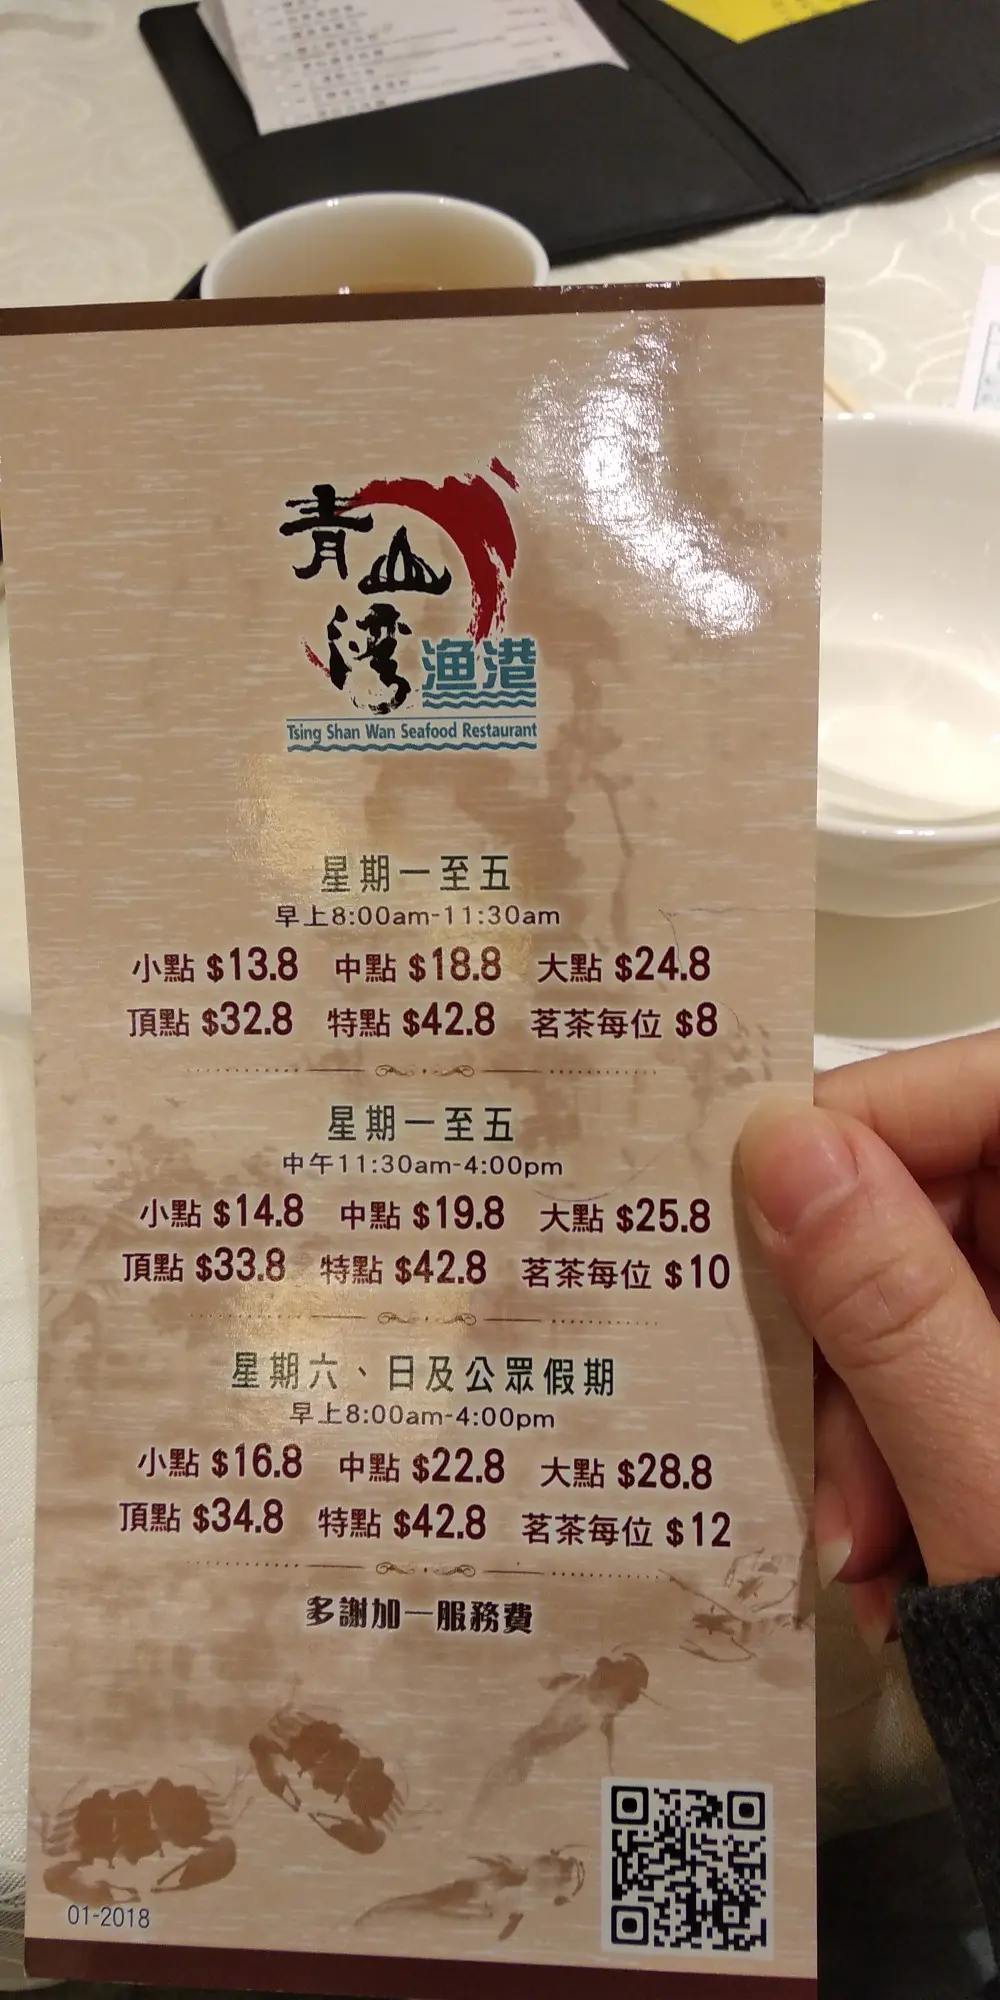 青山
灣 漁港
Tsing Shan Wan Seafood Restaurant
星期一至五
早上8:00am-11:30am
小點 $13.8 中點 $18.8 大點 $24.8
頂點 $32.8 特點 $42.8 茗茶每位 $8
星期一至五
中午11:30am-4:00pm
小點 $14.8 中點 $19.8 大點 $25.8
頂點 $33.8 特點 $42.8 茗茶每位 $10
星期六、日及公眾假期
早上8:00am-4:00pm
小點 $16.8 中點 $22.8 大點 $28.8
頂點 $34.8 特點 $42.8 茗茶每位 $12
多謝加一服務費
01-2018